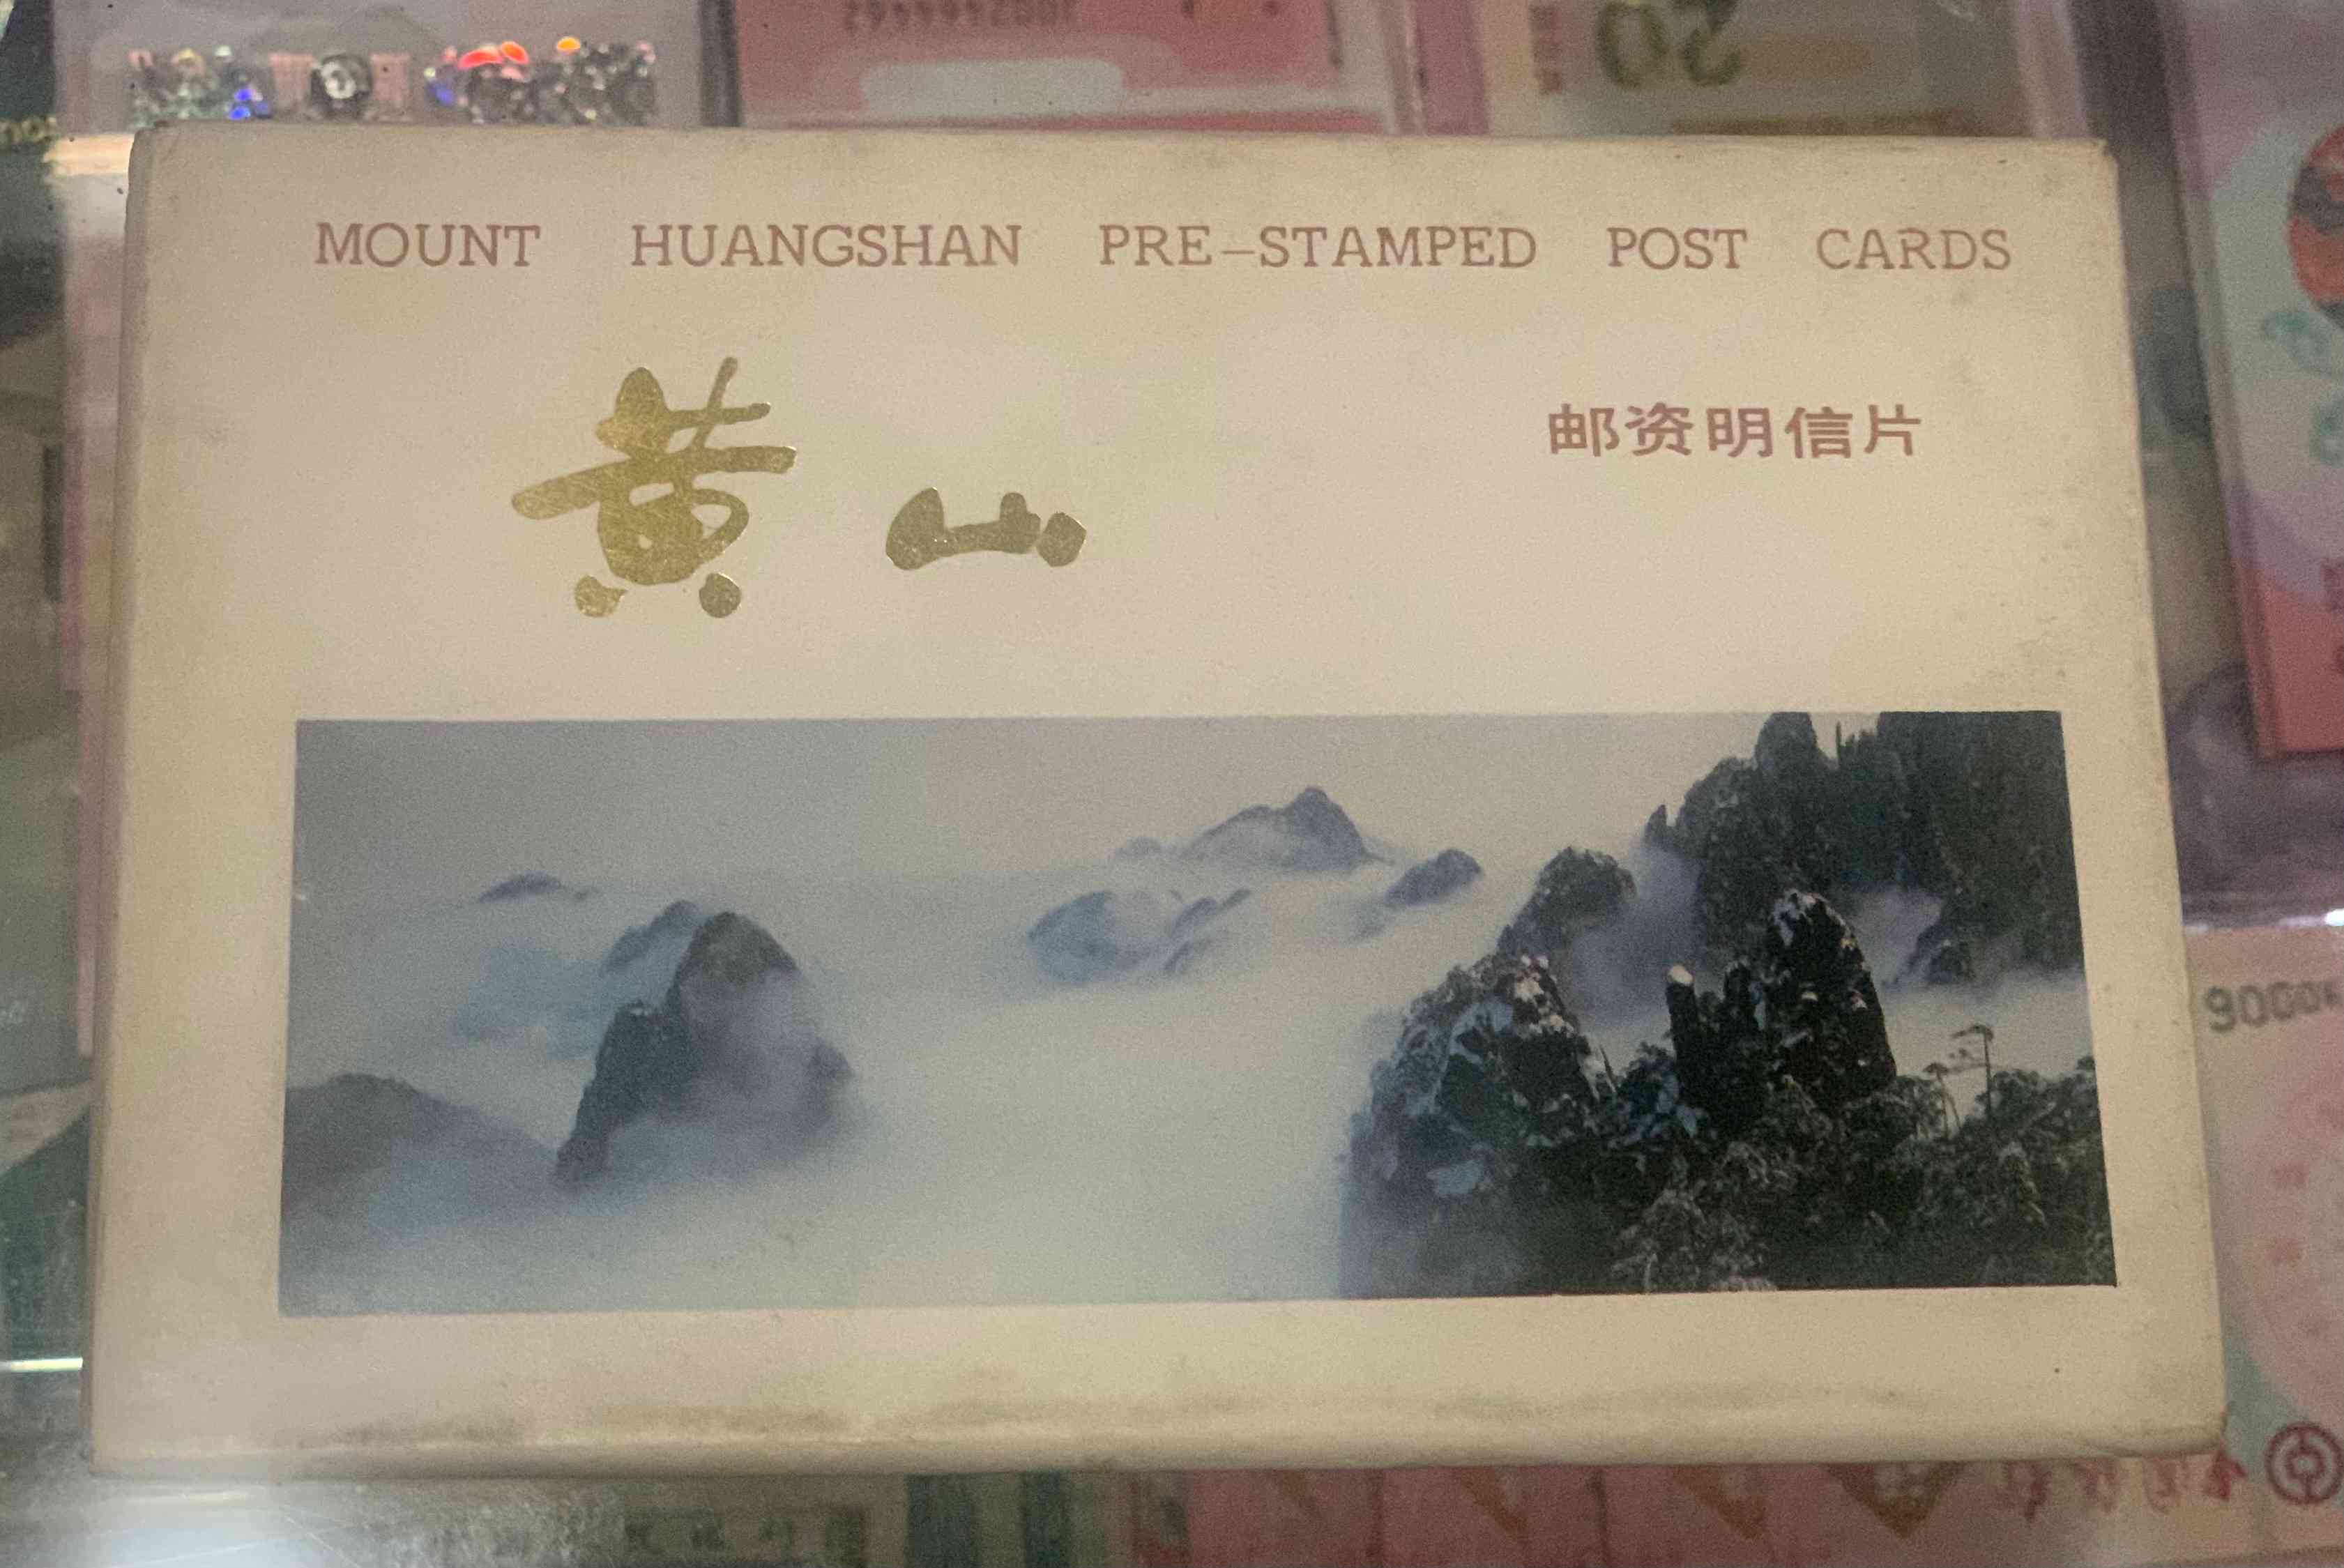 MOUNT HUANGSHAN PRE-STAMPED POST CARDS
黄山
邮资明信片